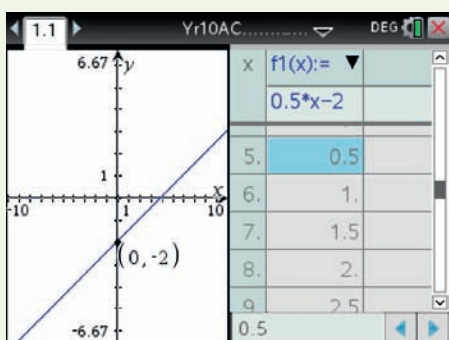 1.1 Yr10AC............ DEG
6.67 y
1
x
-10 1 10
(0,-2)
-6.67
x f1(x):= ▼
0.5*x−2
5. 0.5
6. 1.
7. 1.5
8. 2.
9. 2.5
0.5